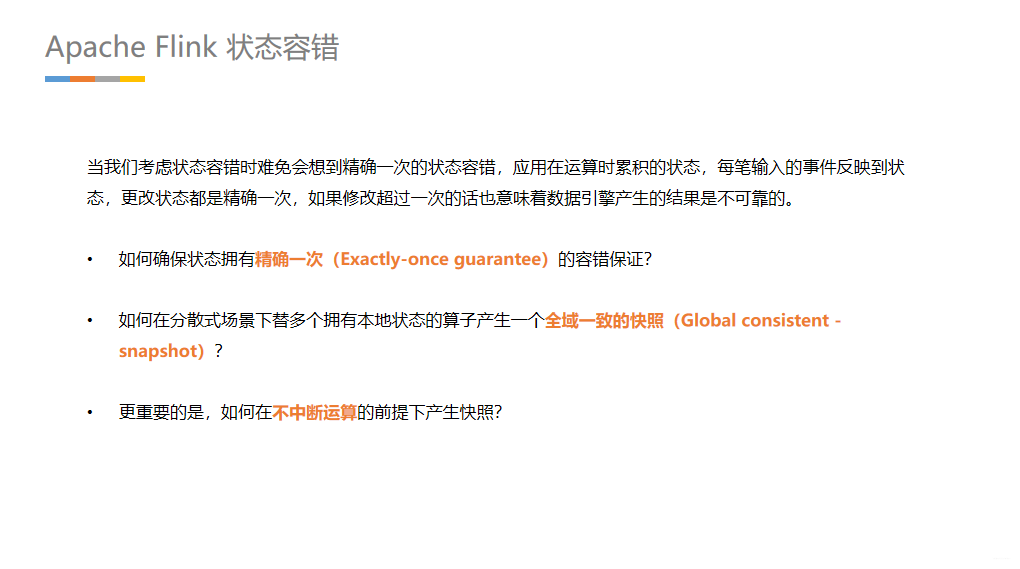 Apache Flink 状态容错
当我们考虑状态容错时难免会想到精确一次的状态容错，应用在运算时累积的状态，每笔输入的事件反映到状
态，更改状态都是精确一次，如果修改超过一次的话也意味着数据引擎产生的结果是不可靠的。
• 如何确保状态拥有精确一次（Exactly-once guarantee）的容错保证？
• 如何在分散式场景下替多个拥有本地状态的算子产生一个全域一致的快照（Global consistent -
snapshot）？
• 更重要的是，如何在不中断运算的前提下产生快照？